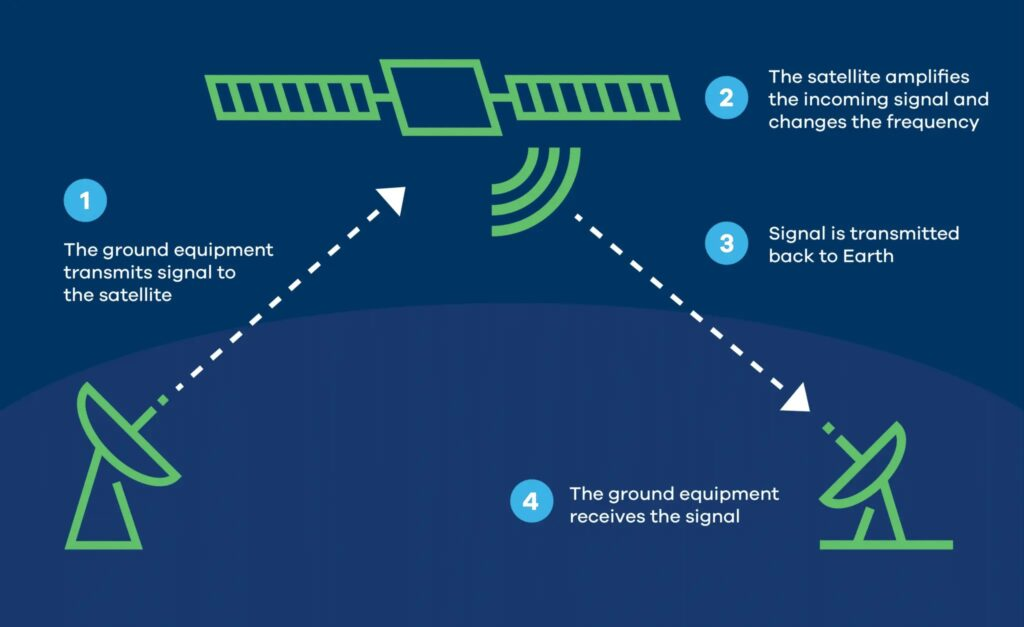 1
The ground equipment
transmits signal to
the satellite
2
The satellite amplifies
the incoming signal and
changes the frequency
3
Signal is transmitted
back to Earth
4
The ground equipment
receives the signal